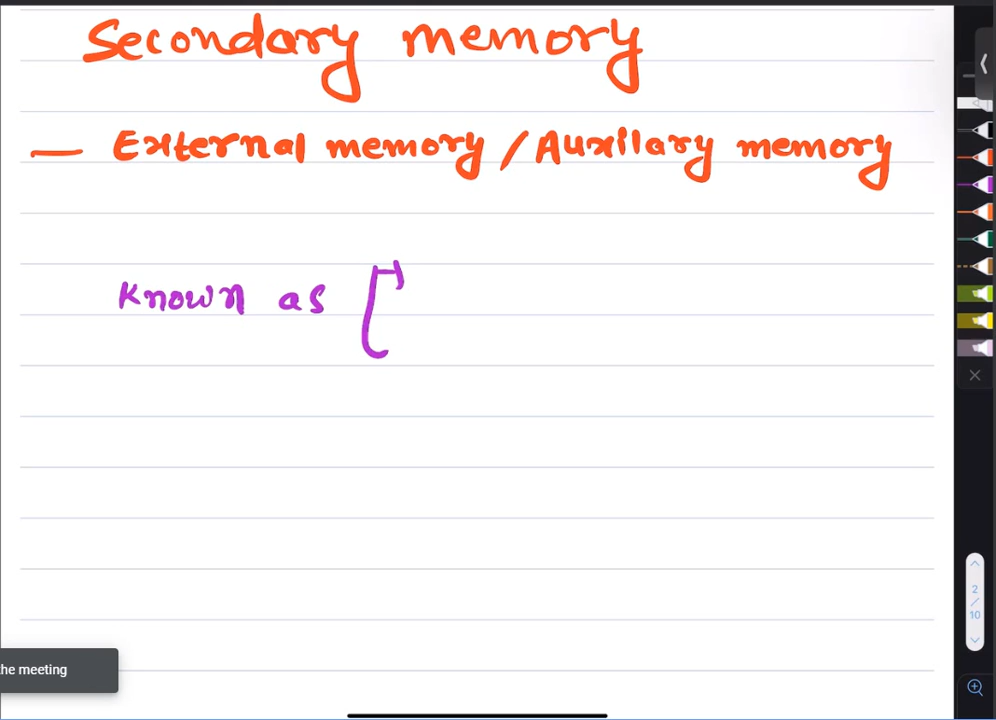 Secondary memory
— External memory / Auxilary memory
Known as [
he meeting
2
/
10